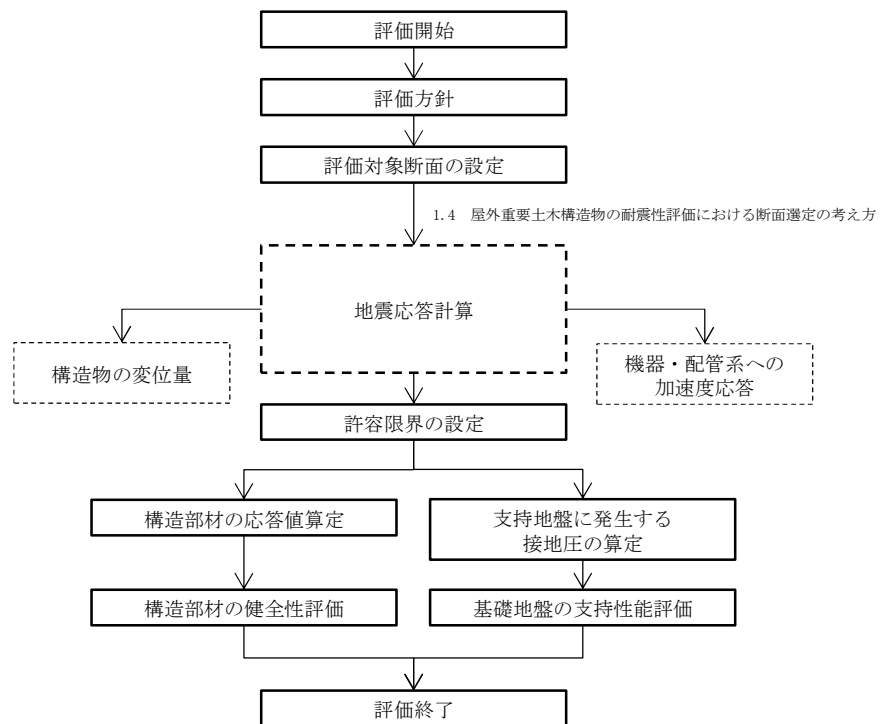 評価開始
評価方針
評価対象断面の設定
1.4 屋外重要土木構造物の耐震性評価における断面選定の考え方
地震応答計算
構造物の変位量
機器・配管系への
加速度応答
許容限界の設定
構造部材の応答値算定
支持地盤に発生する
接地圧の算定
構造部材の健全性評価
基礎地盤の支持性能評価
評価終了